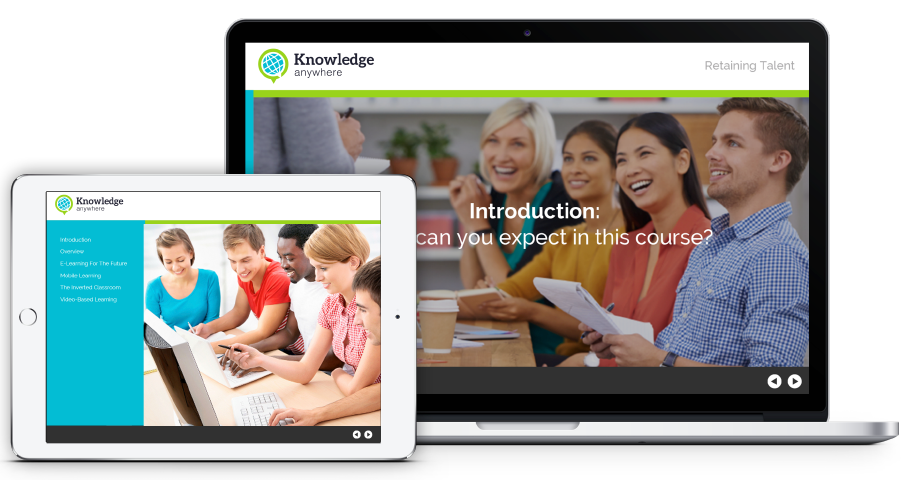 Knowledge
anywhere
Retaining Talent
Introduction:
can you expect in this course?
Knowledge
anywhere
Introduction
Overview
E-Learning For The Future
Mobile Learning
The Inverted Classroom
Video-Based Learning